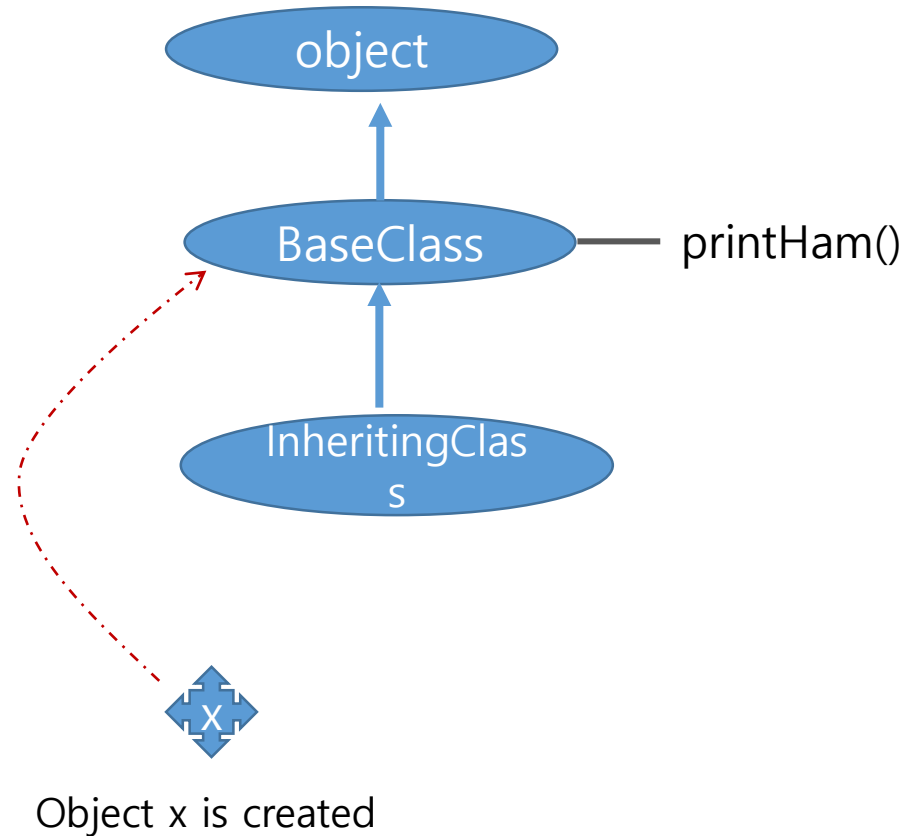 object
BaseClass
printHam()
InheritingClas
s
x
Object x is created